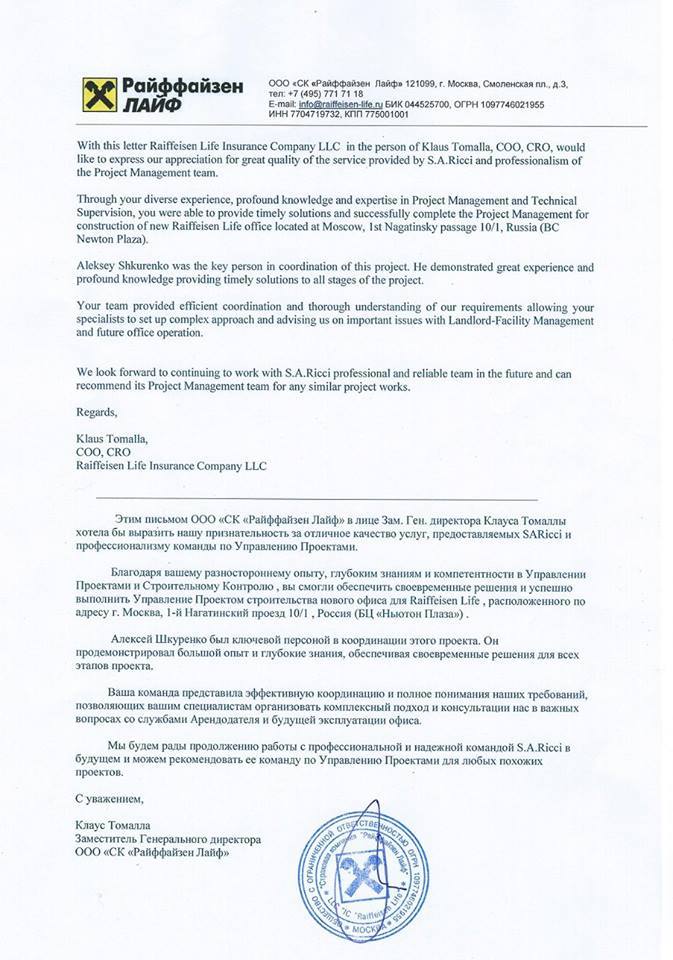 Райффайзен
ЛАЙФ
ООО «СК «Райффайзен Лайф» 121099, г. Москва, Смоленская пл., д.3,
тел: +7 (495) 771 71 18
E-mail: info@raiffeisen-life.ru БИК 044525700, ОГРН 1097746021955
ИНН 7704719732, КПП 775001001
With this letter Raiffeisen Life Insurance Company LLC in the person of Klaus Tomalla, COO, CRO, would
like to express our appreciation for great quality of the service provided by S.A.Ricci and professionalism of
the Project Management team.
Through your diverse experience, profound knowledge and expertise in Project Management and Technical
Supervision, you were able to provide timely solutions and successfully complete the Project Management for
construction of new Raiffeisen Life office located at Moscow, 1st Nagatinsky passage 10/1, Russia (BC
Newton Plaza).
Aleksey Shkurenko was the key person in coordination of this project. He demonstrated great experience and
profound knowledge providing timely solutions to all stages of the project.
Your team provided efficient coordination and thorough understanding of our requirements allowing your
specialists to set up complex approach and advising us on important issues with Landlord-Facility Management
and future office operation.
We look forward to continuing to work with S.A.Ricci professional and reliable team in the future and can
recommend its Project Management team for any similar project works.
Regards,
Klaus Tomalla,
COO, CRO
Raiffeisen Life Insurance Company LLC
Этим письмом ООО «СК «Райффайзен Лайф» в лице Зам. Ген. директора Клауса Томаллы
хотела бы выразить нашу признательность за отличное качество услуг, предоставляемых SARicci и
профессионализму команды по Управлению Проектами.
Благодаря вашему разностороннему опыту, глубоким знаниям и компетентности в Управлении
Проектами и Строительному Контролю , вы смогли обеспечить своевременные решения и успешно
выполнить Управление Проектом строительства нового офиса для Raiffeisen Life , расположенного по
адресу г. Москва, 1-й Нагатинский проезд 10/1 , Россия (БЦ «Ньютон Плаза») .
Алексей Шкуренко был ключевой персоной в координации этого проекта. Он
продемонстрировал большой опыт и глубокие знания, обеспечивая своевременные решения для всех
этапов проекта.
Ваша команда представила эффективную координацию и полное понимания наших требований,
позволяющих вашим специалистам организовать комплексный подход и консультации нас в важных
вопросах со службами Арендодателя и будущей эксплуатации офиса.
Мы будем рады продолжению работы с профессиональной и надежной командой S.A.Ricci в
будущем и можем рекомендовать ее команду по Управлению Проектами для любых похожих
проектов.
С уважением,
Клаус Томалла
Заместитель Генерального директора
ООО «СК «Райффайзен Лайф»
ОБЩЕСТВО С ОГРАНИЧЕННОЙ ОТВЕТСТВЕННОСТЬЮ ОГРН 1097746021955
* МОСКВА *
"Страховая компания "Райффайзен Лайф"
LLC "IC "Raiffeisen Life"